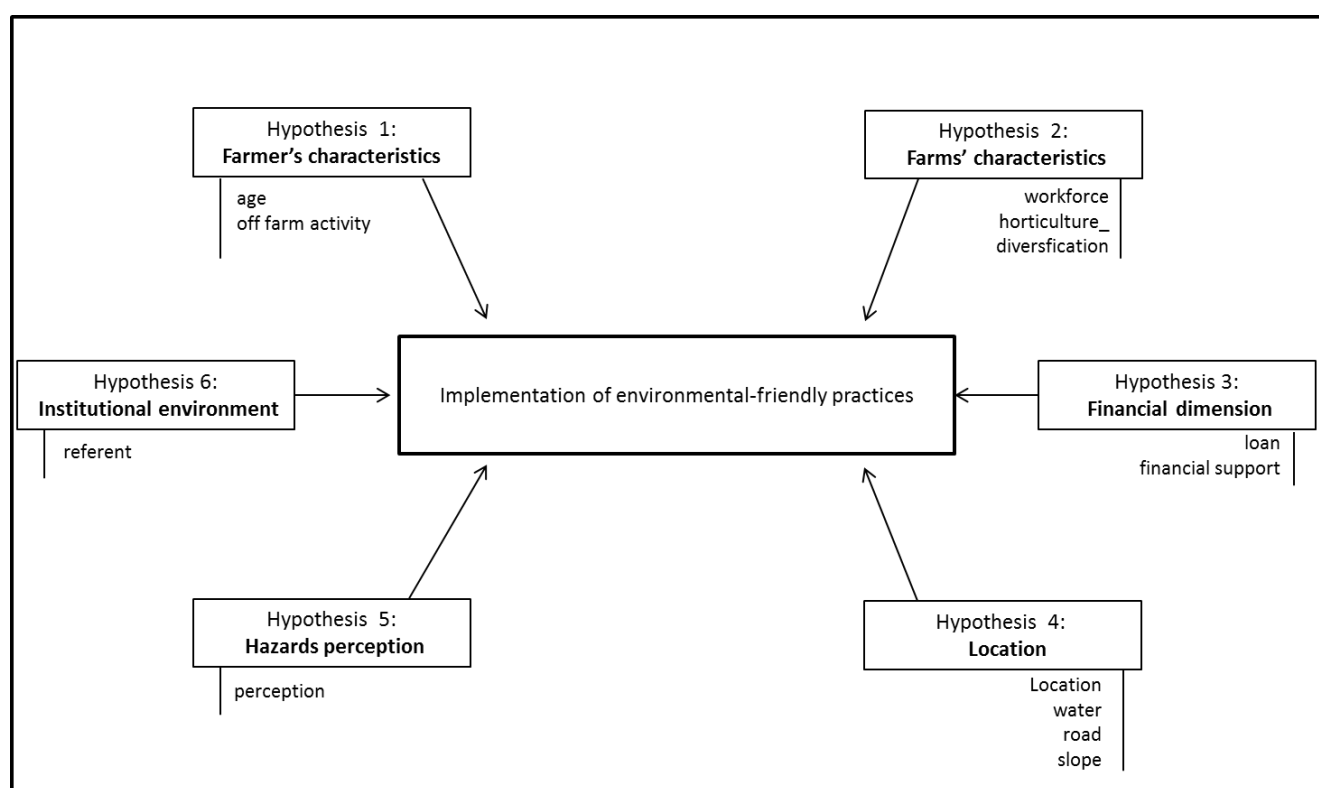 Hypothesis 1:
Farmer's characteristics
age
off farm activity
Hypothesis 2:
Farms' characteristics
workforce
horticulture_
diversfication
Implementation of environmental-friendly practices
Hypothesis 6:
Institutional environment
referent
Hypothesis 3:
Financial dimension
loan
financial support
Hypothesis 5:
Hazards perception
perception
Hypothesis 4:
Location
Location
water
road
slope